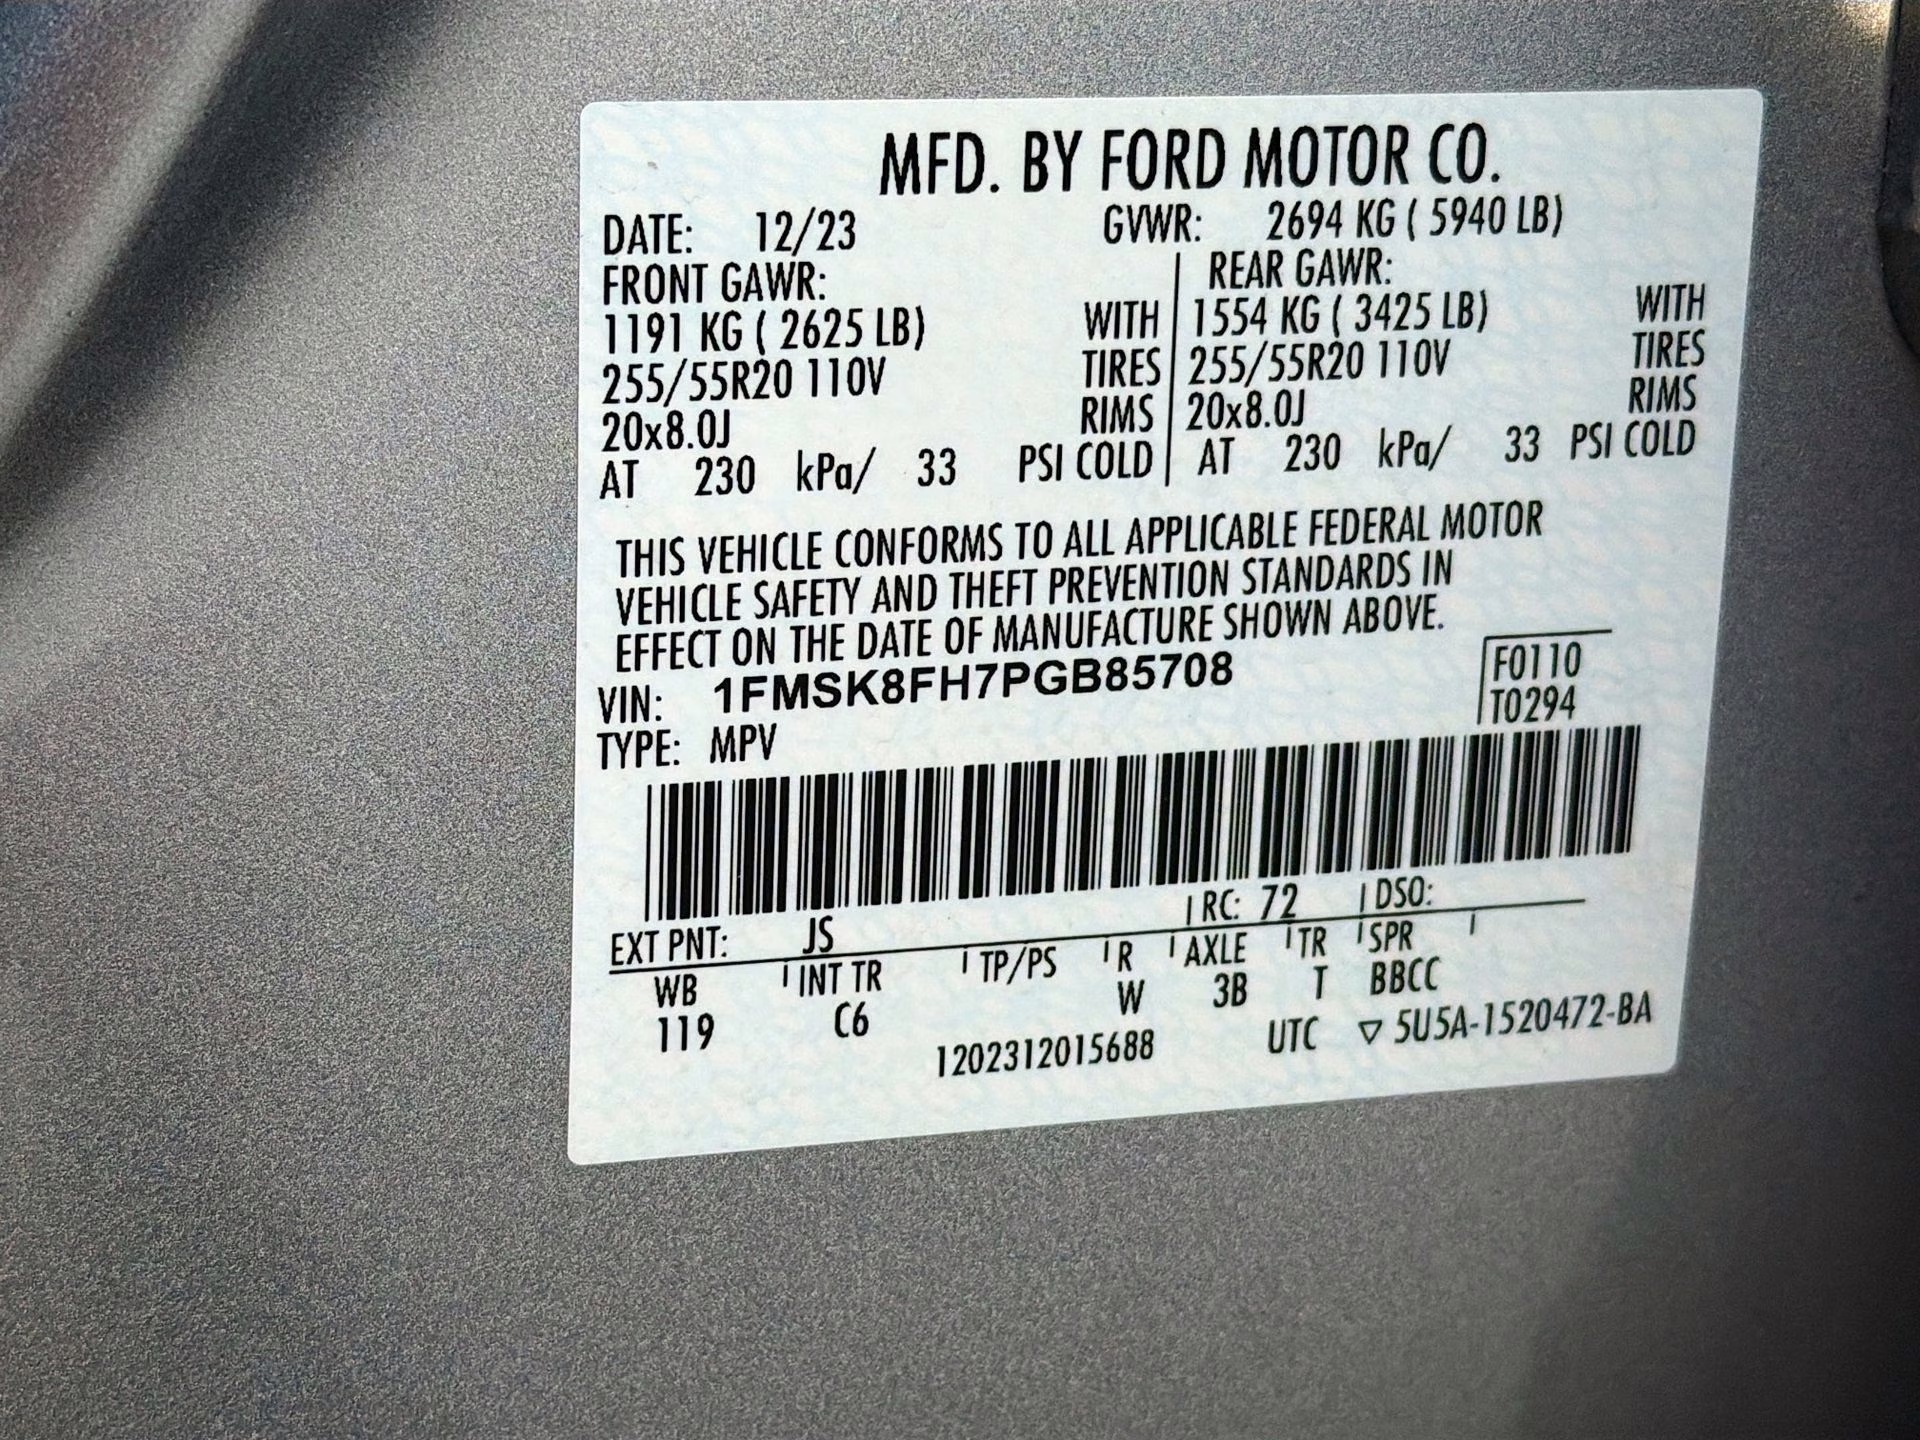 MFD. BY FORD MOTOR CO.
DATE: 12/23 GVWR: 2694 KG ( 5940 LB)
FRONT GAWR: REAR GAWR:
1191 KG ( 2625 LB) WITH 1554 KG ( 3425 LB) WITH
255/55R20 110V TIRES 255/55R20 110V TIRES
20x8.0J RIMS 20x8.0J RIMS
AT 230 kPa/ 33 PSI COLD AT 230 kPa/ 33 PSI COLD
THIS VEHICLE CONFORMS TO ALL APPLICABLE FEDERAL MOTOR
VEHICLE SAFETY AND THEFT PREVENTION STANDARDS IN
EFFECT ON THE DATE OF MANUFACTURE SHOWN ABOVE.
VIN: 1FMSK8FH7PGB85708 F0110
TYPE: MPV T0294
EXT PNT: JS RC: 72 DSO:
WB INT TR TP/PS R AXLE TR SPR
119 C6 W 3B T BBCC
1202312015688 UTC ▽ 5U5A-1520472-BA